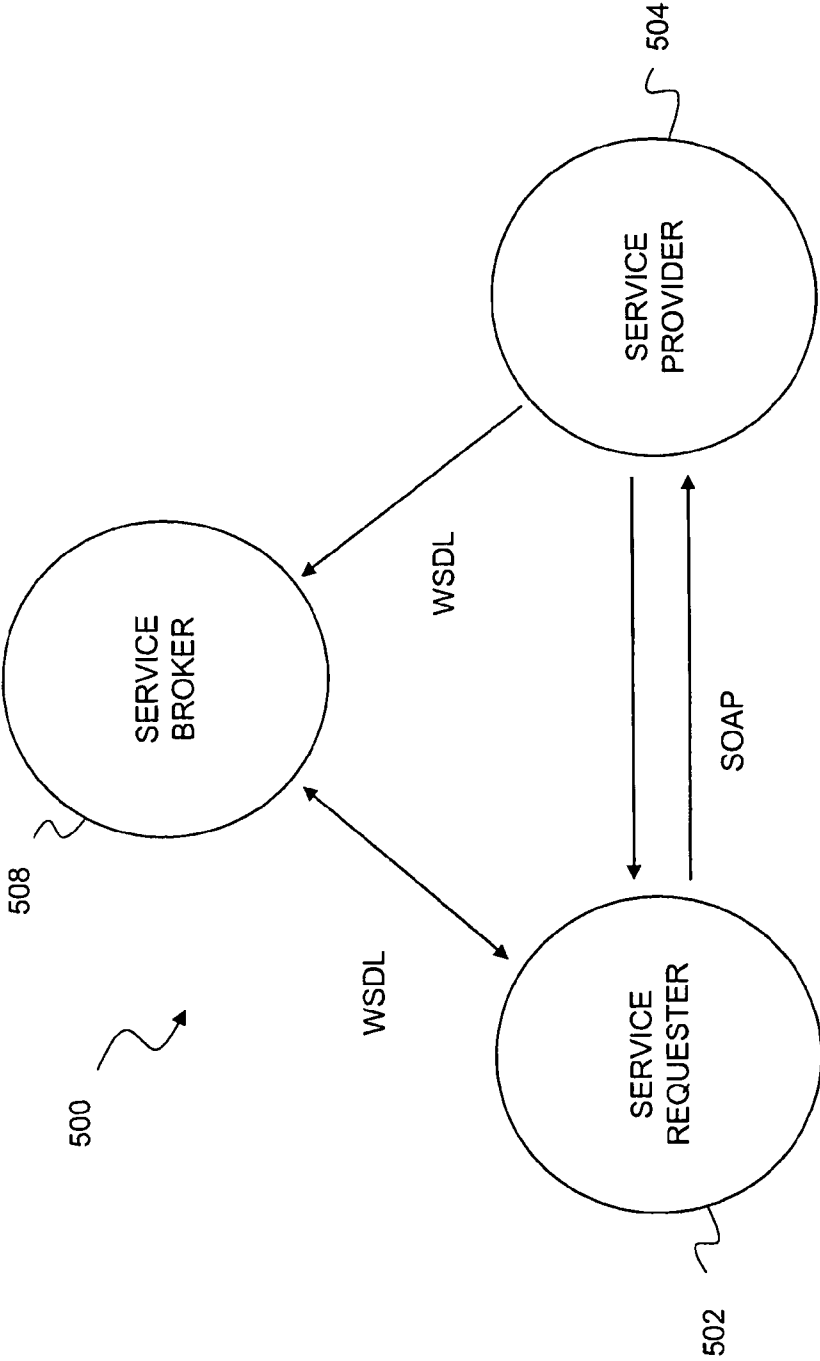 508
SERVICE
BROKER
500
WSDL
WSDL
SERVICE
REQUESTER
502
SOAP
SERVICE
PROVIDER
504